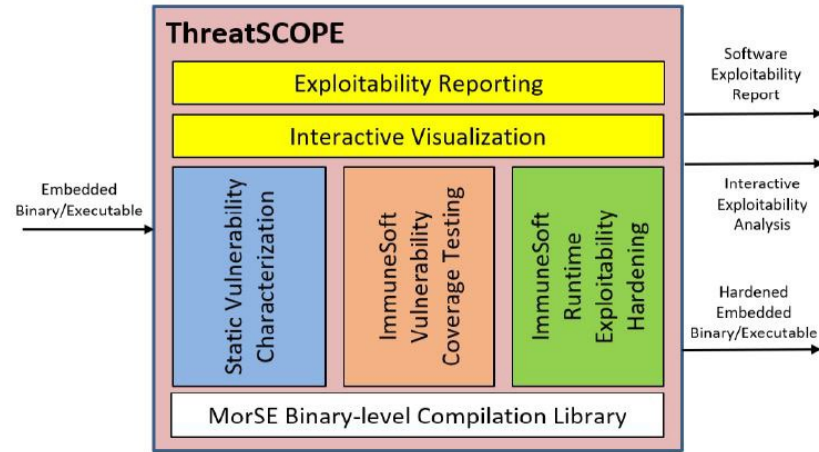 ThreatSCOPE
Exploitability Reporting
Interactive Visualization
Embedded
Binary/Executable
Static Vulnerability
Characterization
ImmuneSoft
Vulnerability
Coverage Testing
ImmuneSoft
Runtime
Exploitability
Hardening
MorSE Binary-level Compilation Library
Software
Exploitability
Report
Interactive
Exploitability
Analysis
Hardened
Embedded
Binary/Executable